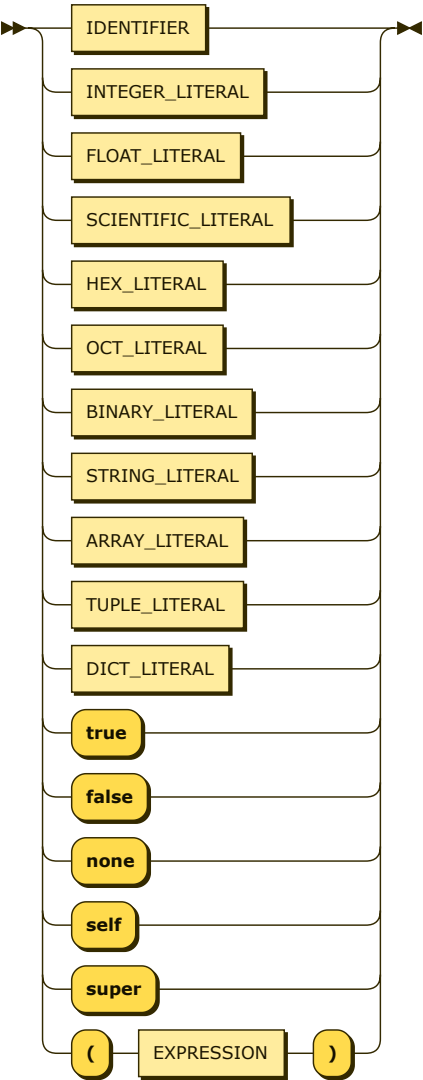 IDENTIFIER
INTEGER_LITERAL
FLOAT_LITERAL
SCIENTIFIC_LITERAL
HEX_LITERAL
OCT_LITERAL
BINARY_LITERAL
STRING_LITERAL
ARRAY_LITERAL
TUPLE_LITERAL
DICT_LITERAL
true
false
none
self
super
( EXPRESSION )